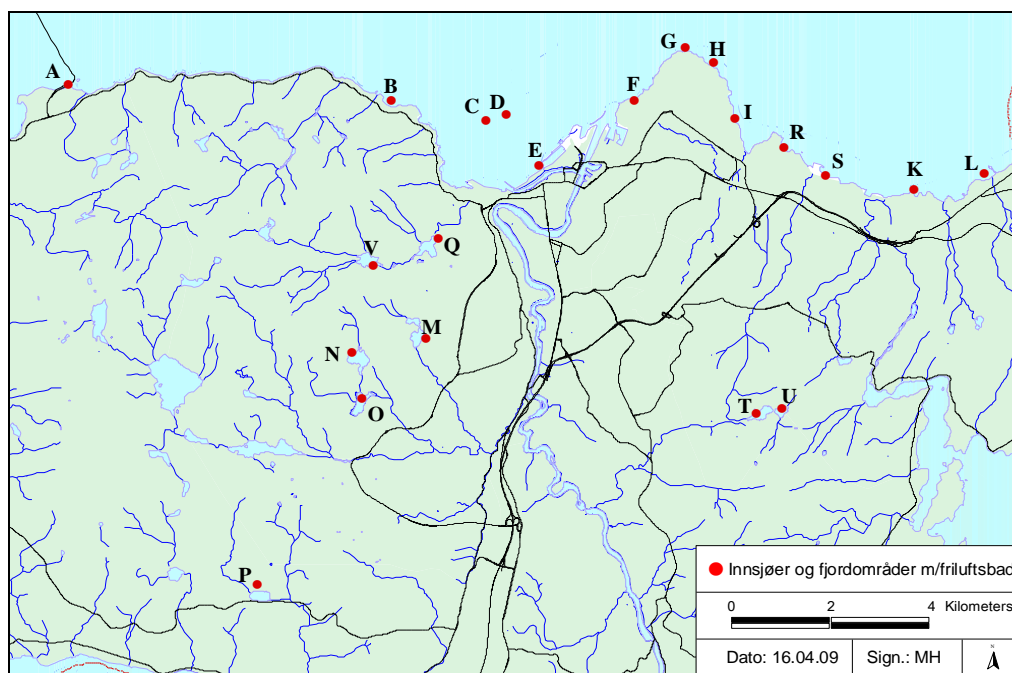 G
H
A
B
F
C D
I
R
E
S
K
L
Q
V
M
N
O
T U
P
Innsjøer og fjordområder m/friluftsbad
0 2 4 Kilometers
Dato: 16.04.09 Sign.: MH
N